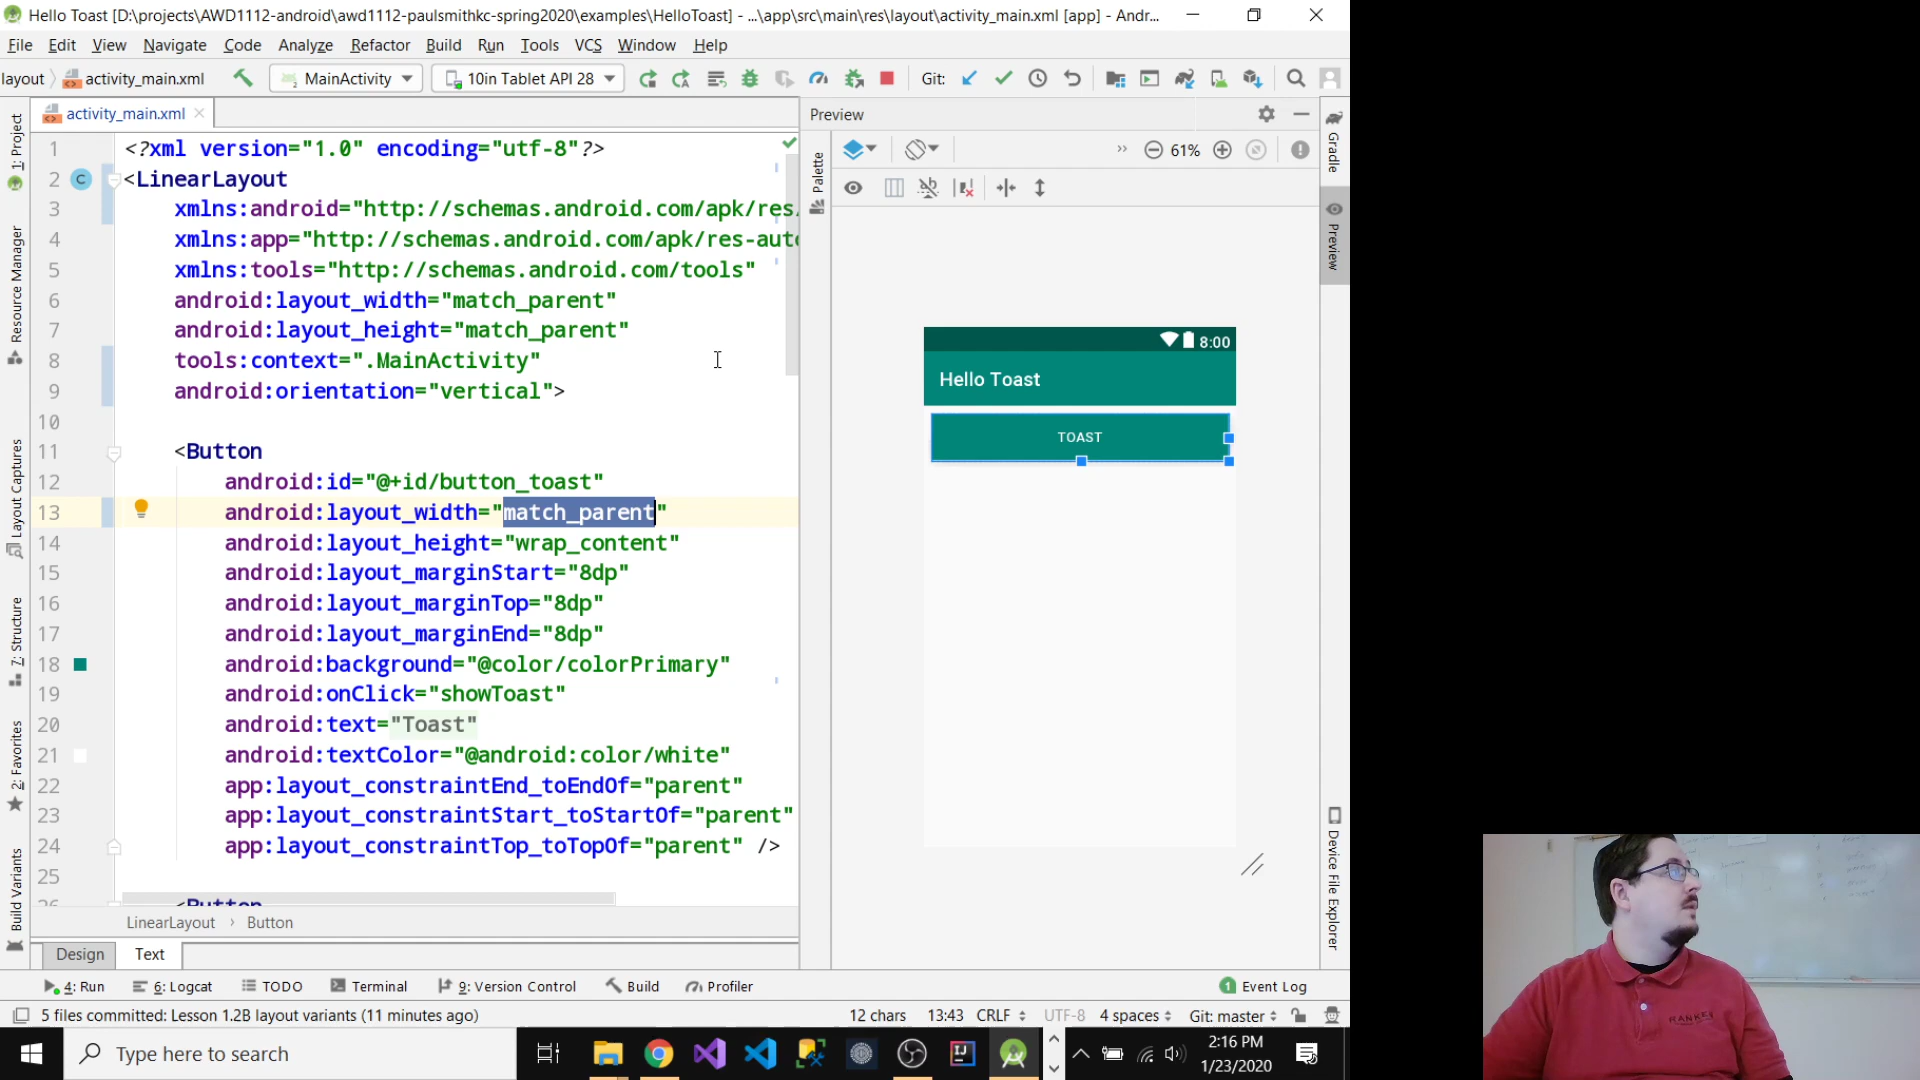 Hello Toast [D:\projects\AWD1112-android\awd1112-paulsmithkc-spring2020\examples\HelloToast] - ...\app\src\main\res\layout\activity_main.xml [app] - Andr...
File Edit View Navigate Code Analyze Refactor Build Run Tools VCS Window Help
layout activity_main.xml MainActivity 10in Tablet API 28 Git:
activity_main.xml
Preview
1 <?xml version="1.0" encoding="utf-8"?>
2 <LinearLayout
3 xmlns:android="http://schemas.android.com/apk/res
4 xmlns:app="http://schemas.android.com/apk/res-aut
5 xmlns:tools="http://schemas.android.com/tools"
6 android:layout_width="match_parent"
7 android:layout_height="match_parent"
8 tools:context=".MainActivity"
9 android:orientation="vertical">
10
11 <Button
12 android:id="@+id/button_toast"
13 android:layout_width="match_parent"
14 android:layout_height="wrap_content"
15 android:layout_marginStart="8dp"
16 android:layout_marginTop="8dp"
17 android:layout_marginEnd="8dp"
18 android:background="@color/colorPrimary"
19 android:onClick="showToast"
20 android:text="Toast"
21 android:textColor="@android:color/white"
22 app:layout_constraintEnd_toEndOf="parent"
23 app:layout_constraintStart_toStartOf="parent"
24 app:layout_constraintTop_toTopOf="parent" />
25
26 <Button
LinearLayout › Button
Design Text
1: Project
Resource Manager
Layout Captures
7: Structure
2: Favorites
Build Variants
Palette
61%
8:00
Hello Toast
TOAST
Gradle
Preview
Device File Explorer
4: Run 6: Logcat TODO Terminal 9: Version Control Build Profiler 1 Event Log
5 files committed: Lesson 1.2B layout variants (11 minutes ago) 12 chars 13:43 CRLF UTF-8 4 spaces Git: master
Type here to search
2:16 PM
1/23/2020